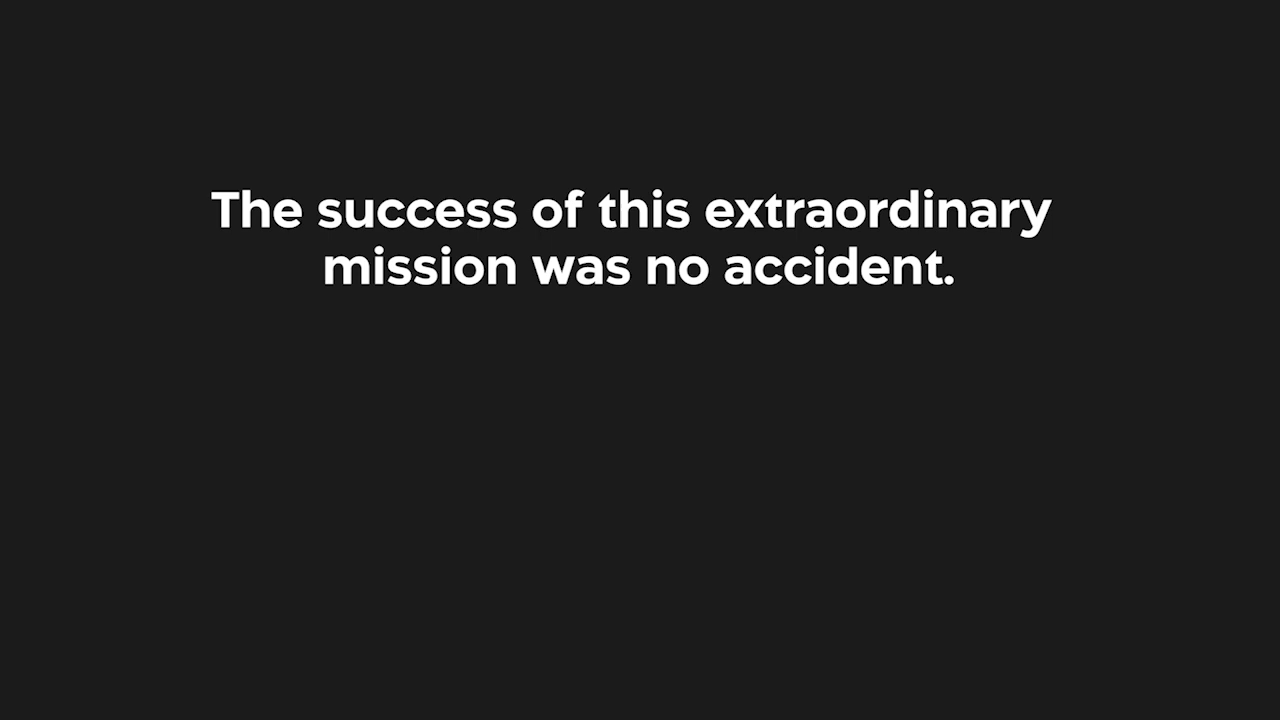 The success of this extraordinary
mission was no accident.